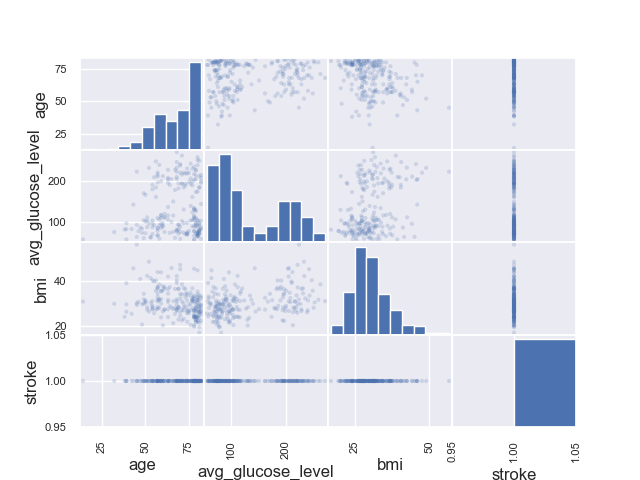 75
50
25
age
200
100
avg_glucose_level
40
20
bmi
1.05
1.00
0.95
stroke
25 50 75 100 200 25 50 0.95 1.00 1.05
age avg_glucose_level bmi stroke